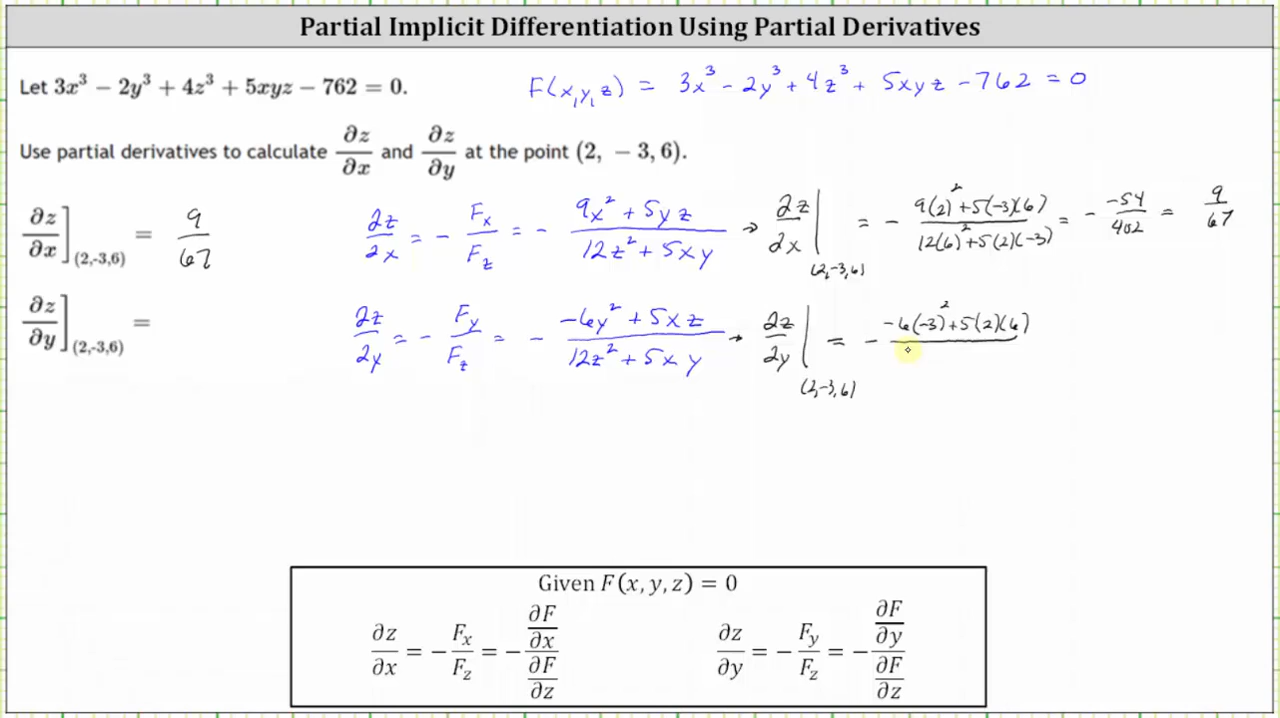 Partial Implicit Differentiation Using Partial Derivatives
Let 3x³ − 2y³ + 4z³ + 5xyz − 762 = 0.
F(x,y,z) = 3x³ - 2y³ + 4z³ + 5xyz - 762 = 0
Use partial derivatives to calculate ∂z/∂x and ∂z/∂y at the point (2, − 3, 6).
∂z/∂x](2,-3,6) = 9/67
∂z/∂x = - Fx/Fz = - (9x² + 5yz)/(12z² + 5xy) → ∂z/∂x|(2,-3,6) = - (9(2)² + 5(-3)(6))/(12(6)² + 5(2)(-3)) = - -54/402 = 9/67
∂z/∂y](2,-3,6) =
∂z/∂y = - Fy/Fz = - (-6y² + 5xz)/(12z² + 5xy) → ∂z/∂y|(2,-3,6) = - -6(-3)² + 5(2)(6)
Given F(x, y, z) = 0
∂z/∂x = −Fx/Fz = −(∂F/∂x)/(∂F/∂z)
∂z/∂y = −Fy/Fz = −(∂F/∂y)/(∂F/∂z)